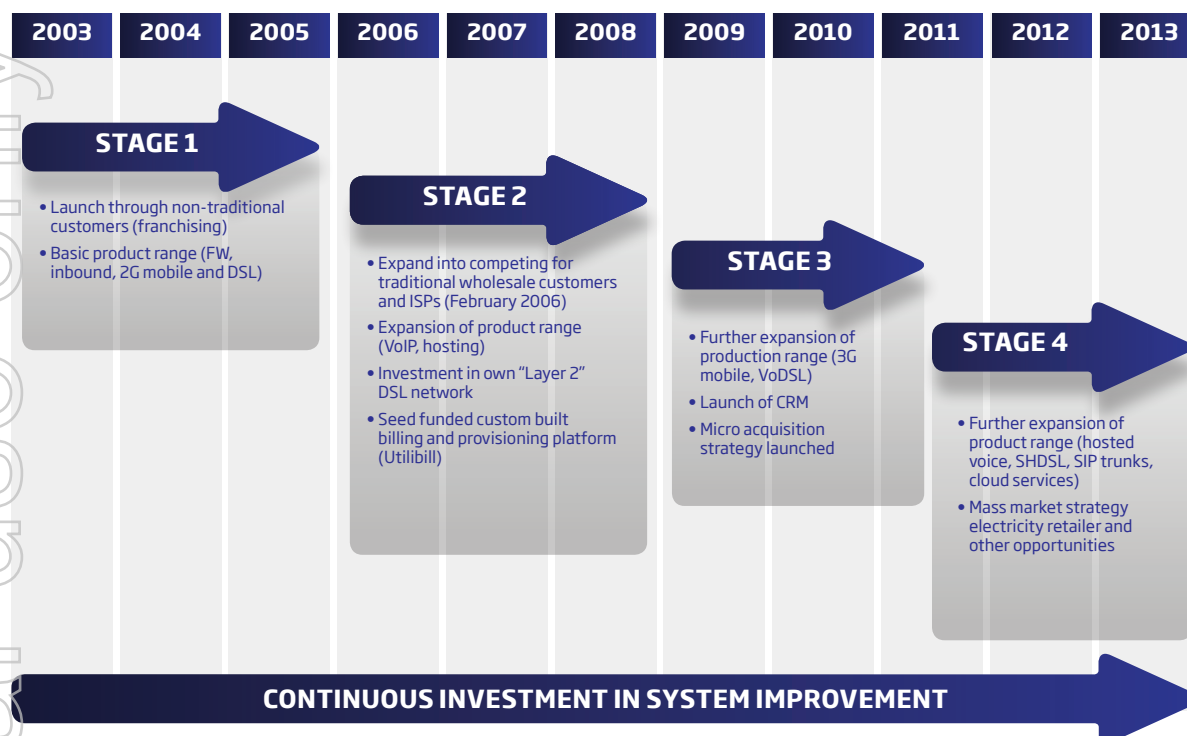 2003 2004 2005 2006 2007 2008 2009 2010 2011 2012 2013
STAGE 1
• Launch through non-traditional
customers (franchising)
• Basic product range (FW,
inbound, 2G mobile and DSL)
STAGE 2
• Expand into competing for
traditional wholesale customers
and ISPs (February 2006)
• Expansion of product range
(VoIP, hosting)
• Investment in own “Layer 2”
DSL network
• Seed funded custom built
billing and provisioning platform
(Utilibill)
STAGE 3
• Further expansion of
production range (3G
mobile, VoDSL)
• Launch of CRM
• Micro acquisition
strategy launched
STAGE 4
• Further expansion of
product range (hosted
voice, SHDSL, SIP trunks,
cloud services)
• Mass market strategy
electricity retailer and
other opportunities
CONTINUOUS INVESTMENT IN SYSTEM IMPROVEMENT